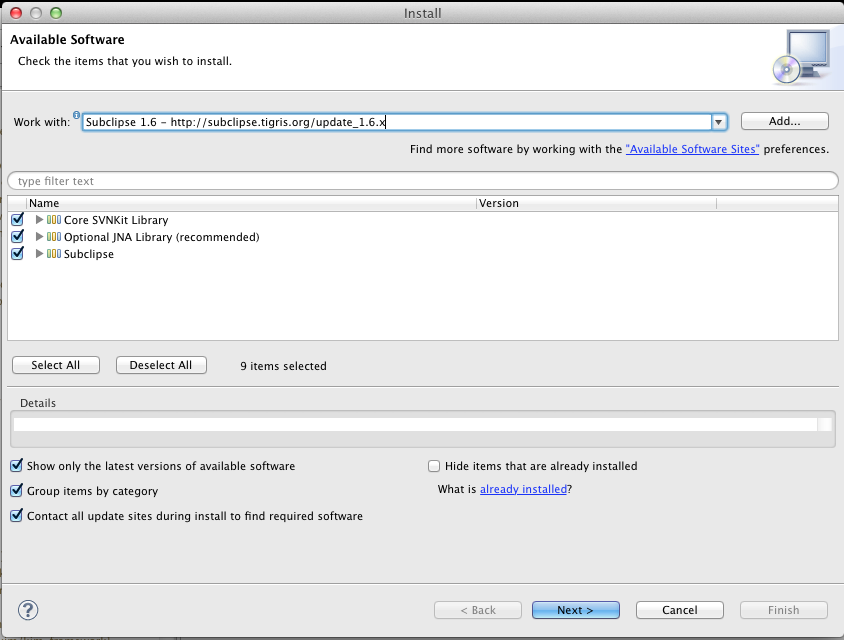 Install
Available Software
Check the items that you wish to install.
Work with: Subclipse 1.6 – http://subclipse.tigris.org/update_1.6.x Add...
Find more software by working with the "Available Software Sites" preferences.
type filter text
Name Version
Core SVNKit Library
Optional JNA Library (recommended)
Subclipse
Select All Deselect All 9 items selected
Details
Show only the latest versions of available software Hide items that are already installed
Group items by category What is already installed?
Contact all update sites during install to find required software
? < Back Next > Cancel Finish